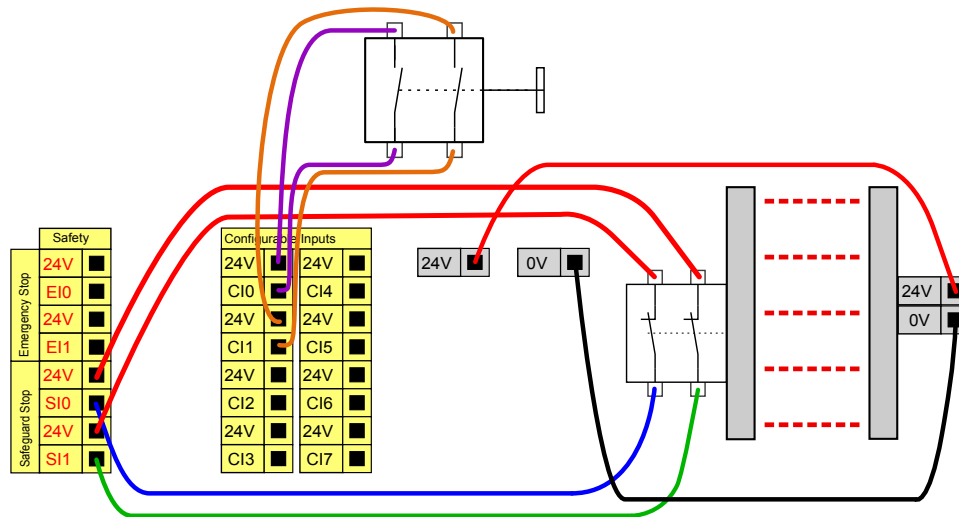 Safety
Emergency Stop
24V
EI0
24V
EI1
Safeguard Stop
24V
SI0
24V
SI1
Configurable Inputs
24V 24V
CI0 CI4
24V 24V
CI1 CI5
24V 24V
CI2 CI6
24V 24V
CI3 CI7
24V 0V
24V
0V